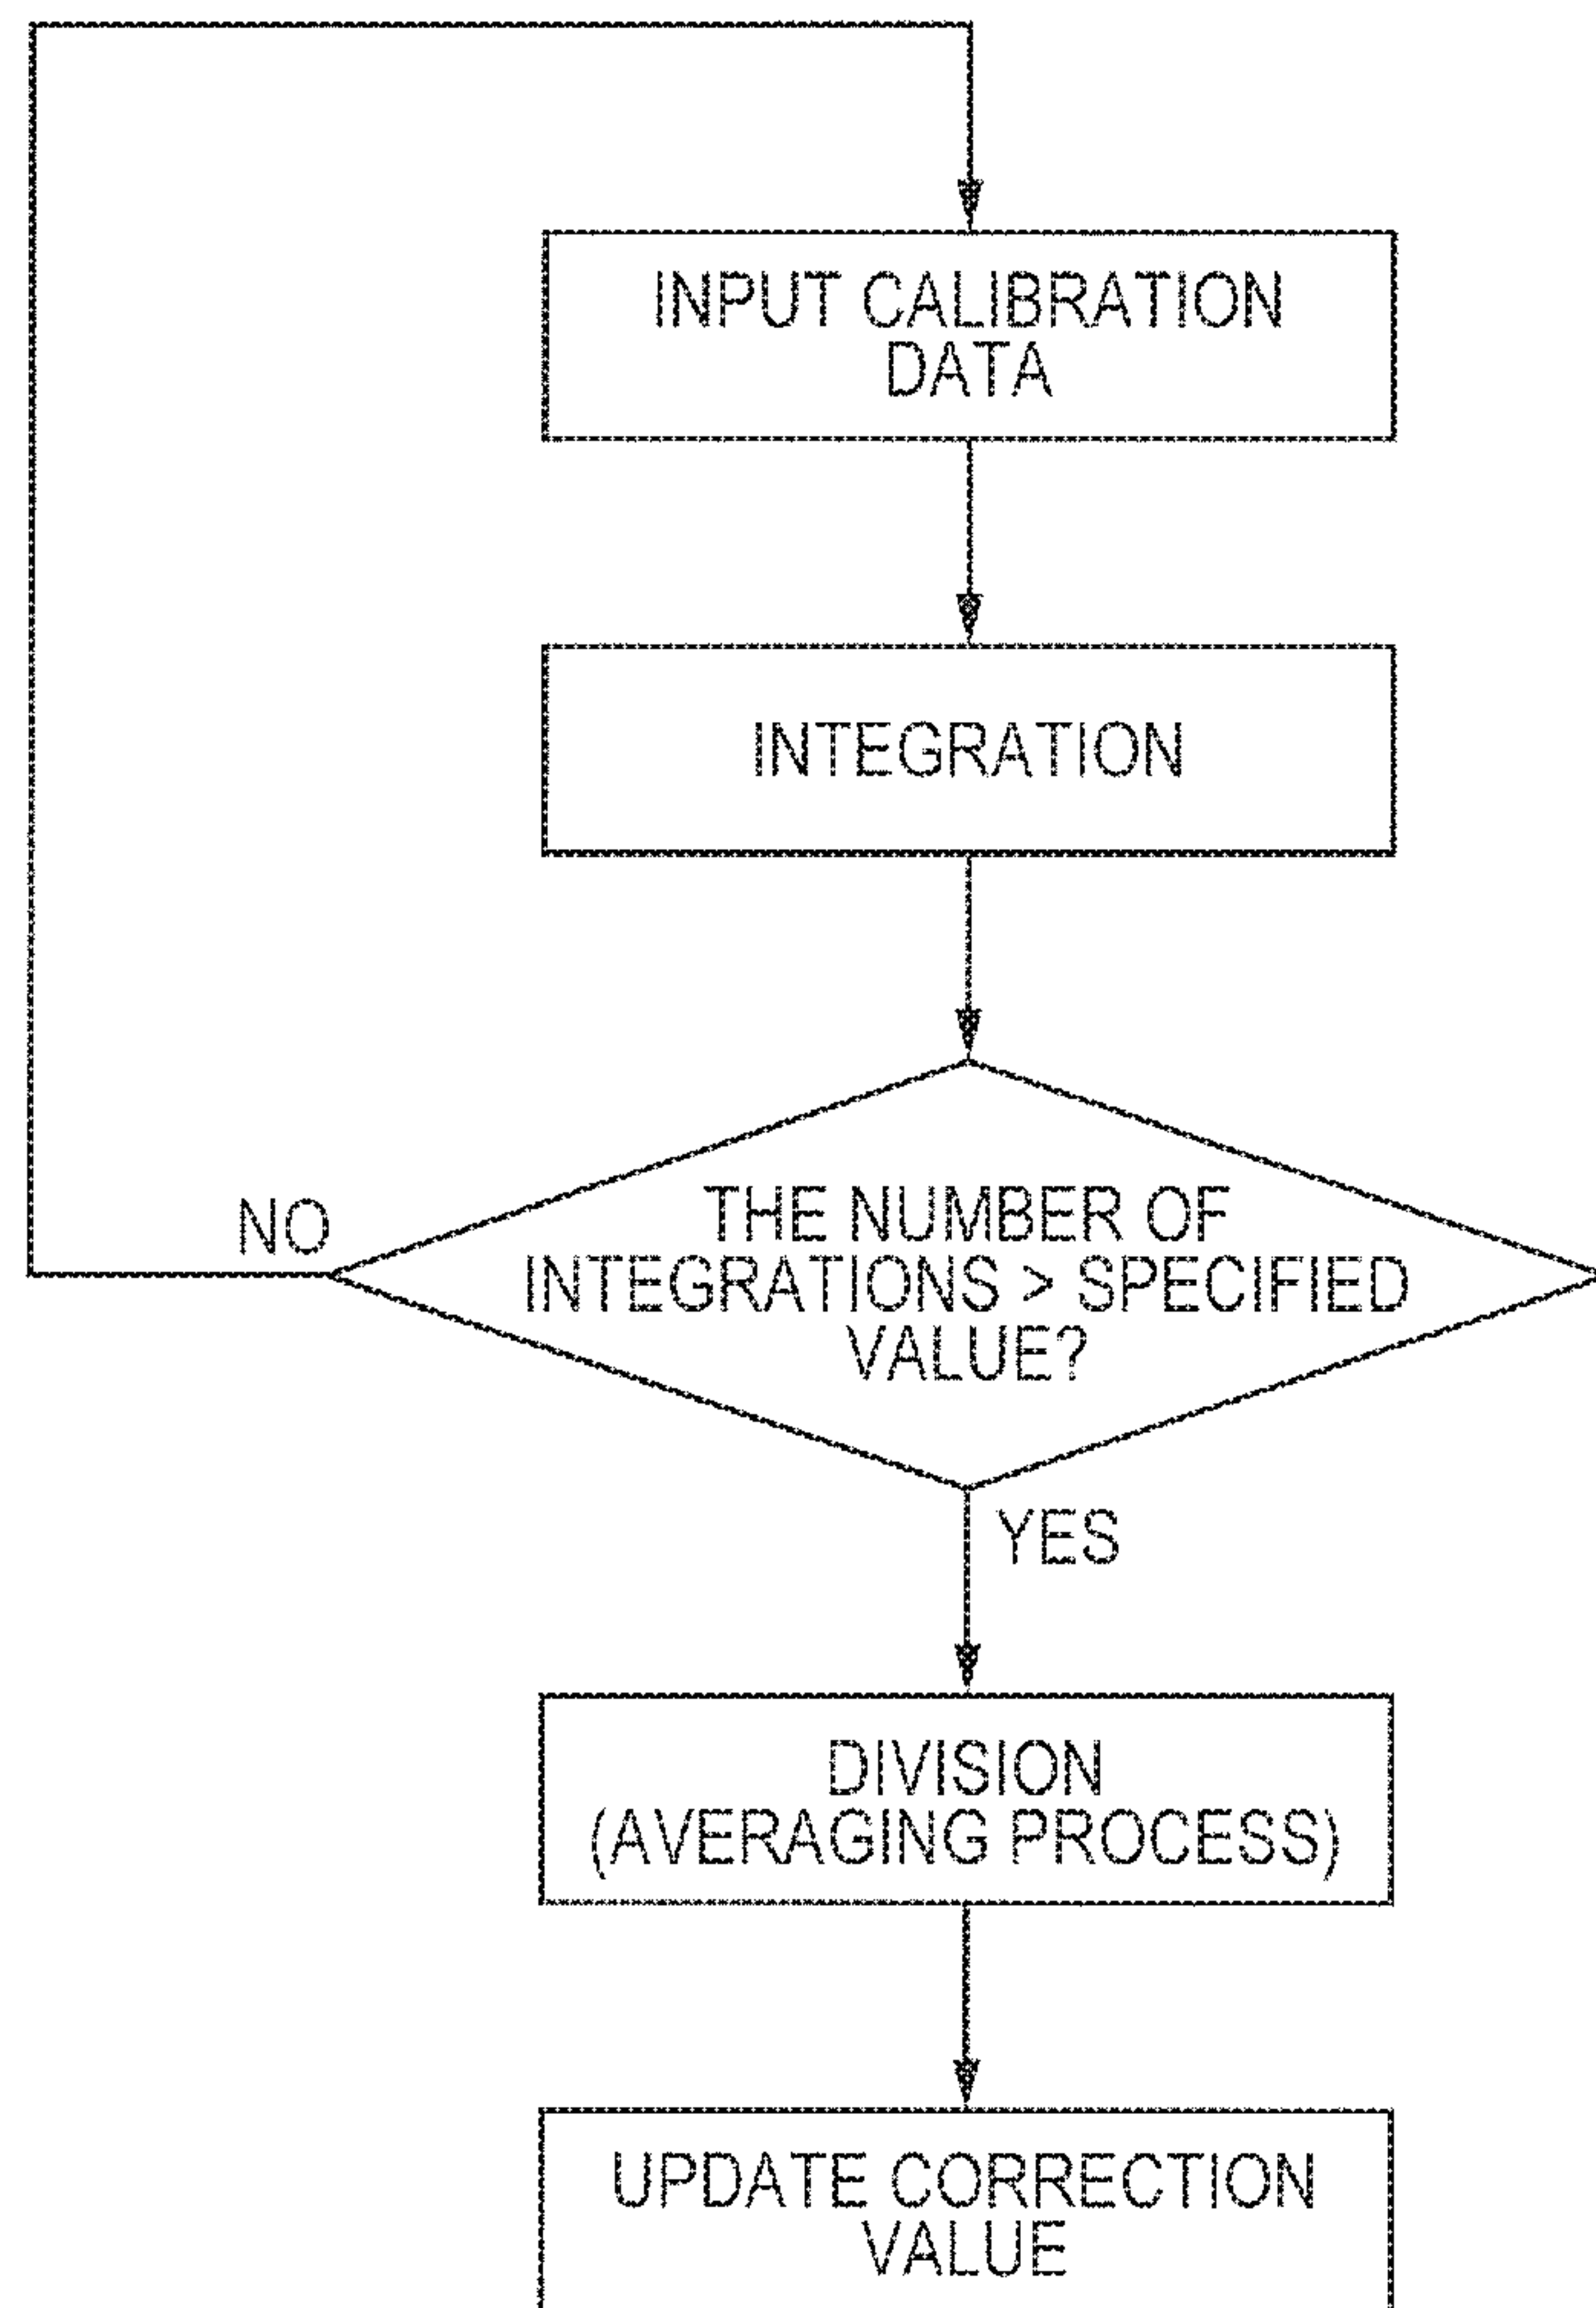 INPUT CALIBRATION
DATA
INTEGRATION
NO
THE NUMBER OF
INTEGRATIONS > SPECIFIED
VALUE?
YES
DIVISION
(AVERAGING PROCESS)
UPDATE CORRECTION
VALUE